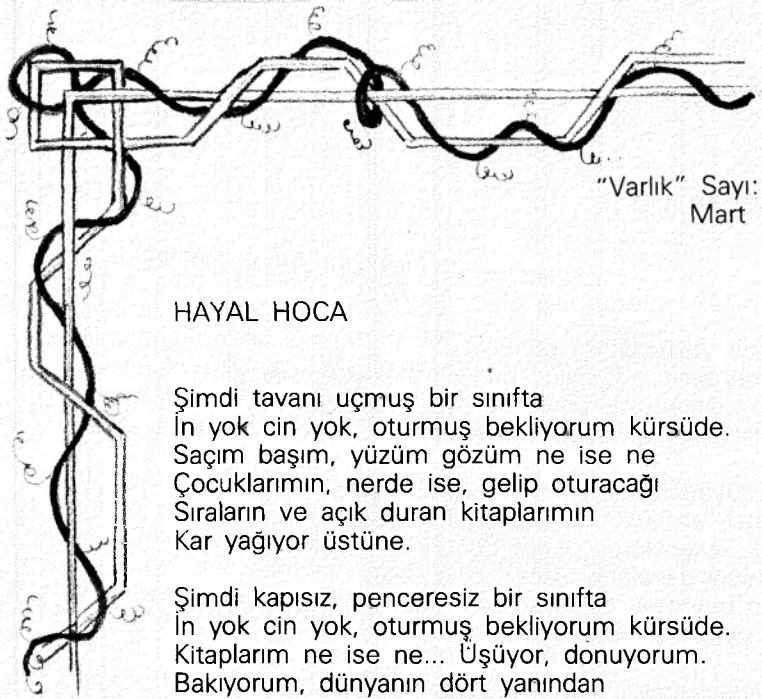 "Varlık" Sayı:
Mart
HAYAL HOCA
Şimdi tavanı uçmuş bir sınıfta
İn yok cin yok, oturmuş bekliyorum kürsüde.
Saçım başım, yüzüm gözüm ne ise ne
Çocuklarımın, nerde ise, gelip oturacağı
Sıraların ve açık duran kitaplarımın
Kar yağıyor üstüne.
Şimdi kapısız, penceresiz bir sınıfta
İn yok cin yok, oturmuş bekliyorum kürsüde.
Kitaplarım ne ise ne... Üşüyor, donuyorum.
Bakıyorum, dünyanın dört yanından